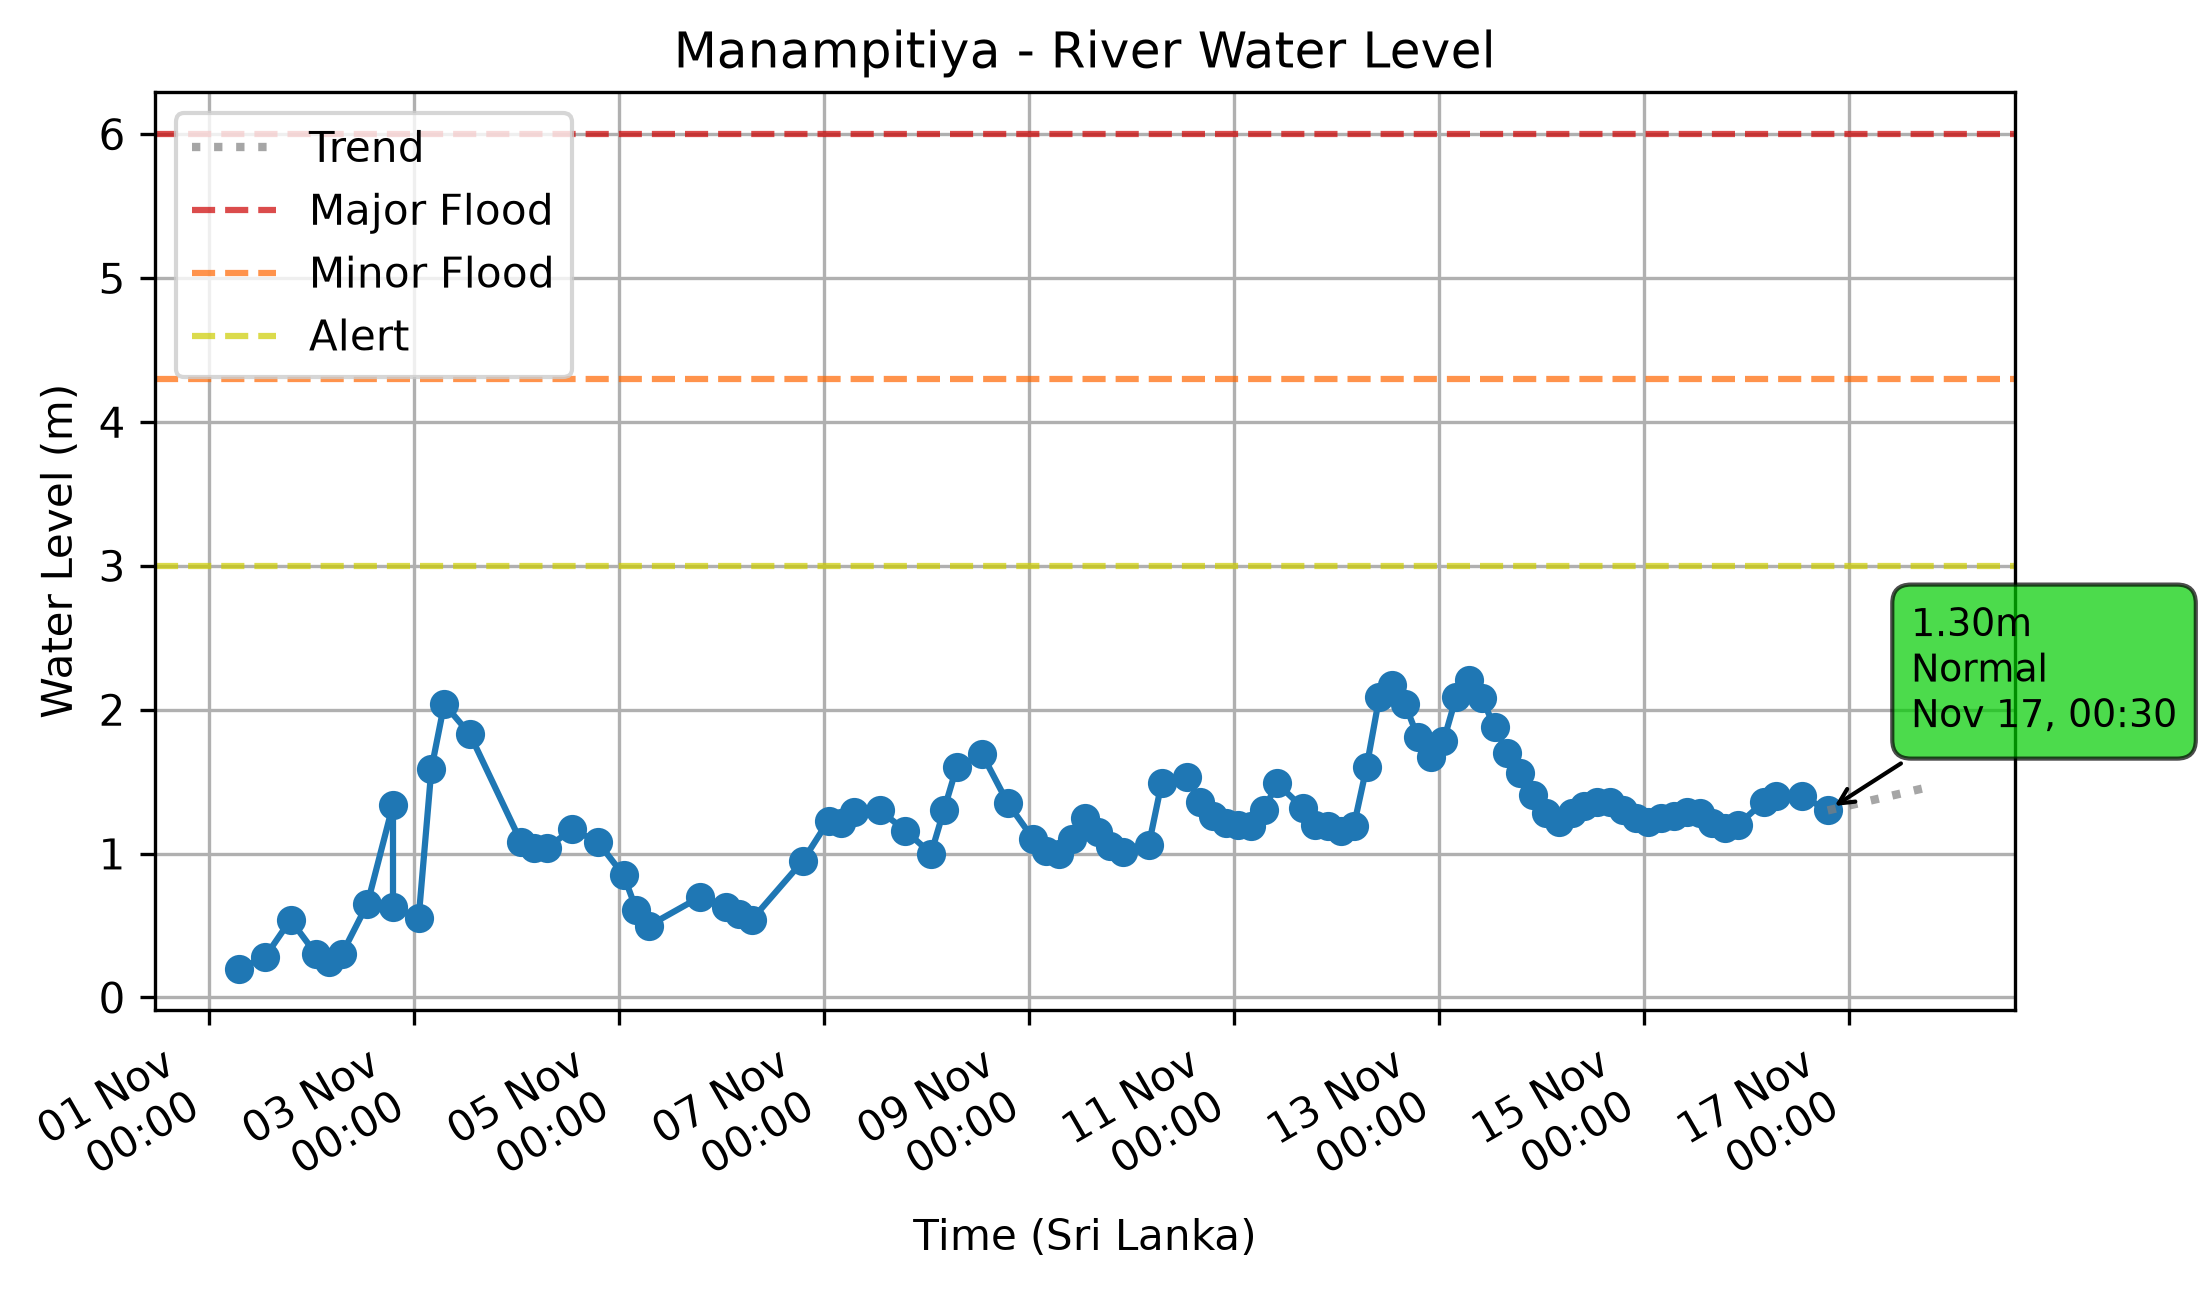 Manampitiya - River Water Level
Trend
Major Flood
Minor Flood
Alert
Water Level (m)
6
5
4
3
2
1
0
1.30m
Normal
Nov 17, 00:30
01 Nov
00:00
03 Nov
00:00
05 Nov
00:00
07 Nov
00:00
09 Nov
00:00
11 Nov
00:00
13 Nov
00:00
15 Nov
00:00
17 Nov
00:00
Time (Sri Lanka)